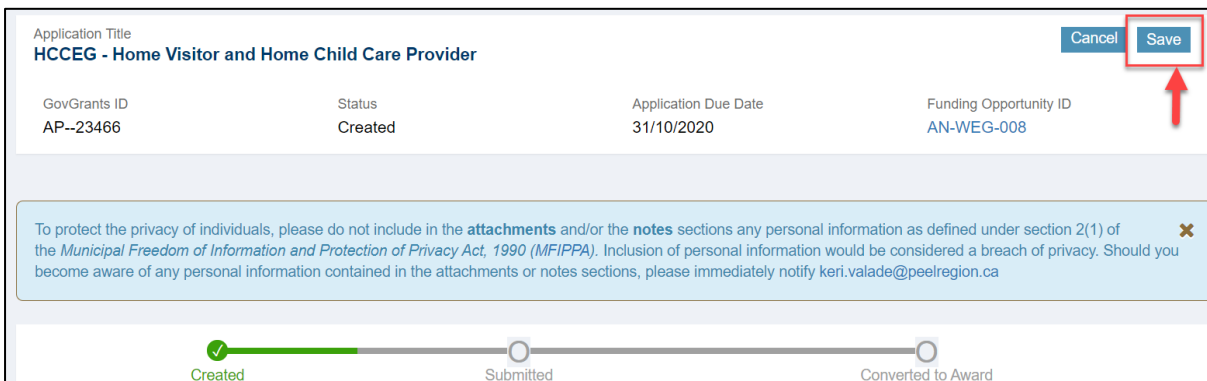 Application Title
HCCEG - Home Visitor and Home Child Care Provider
Cancel
Save
GovGrants ID
Status
Application Due Date
Funding Opportunity ID
AP--23466
Created
31/10/2020
AN-WEG-008
To protect the privacy of individuals, please do not include in the attachments and/or the notes sections any personal information as defined under section 2(1) of
the Municipal Freedom of Information and Protection of Privacy Act, 1990 (MFIPPA). Inclusion of personal information would be considered a breach of privacy. Should you
become aware of any personal information contained in the attachments or notes sections, please immediately notify keri.valade@peelregion.ca
Created
Submitted
Converted to Award